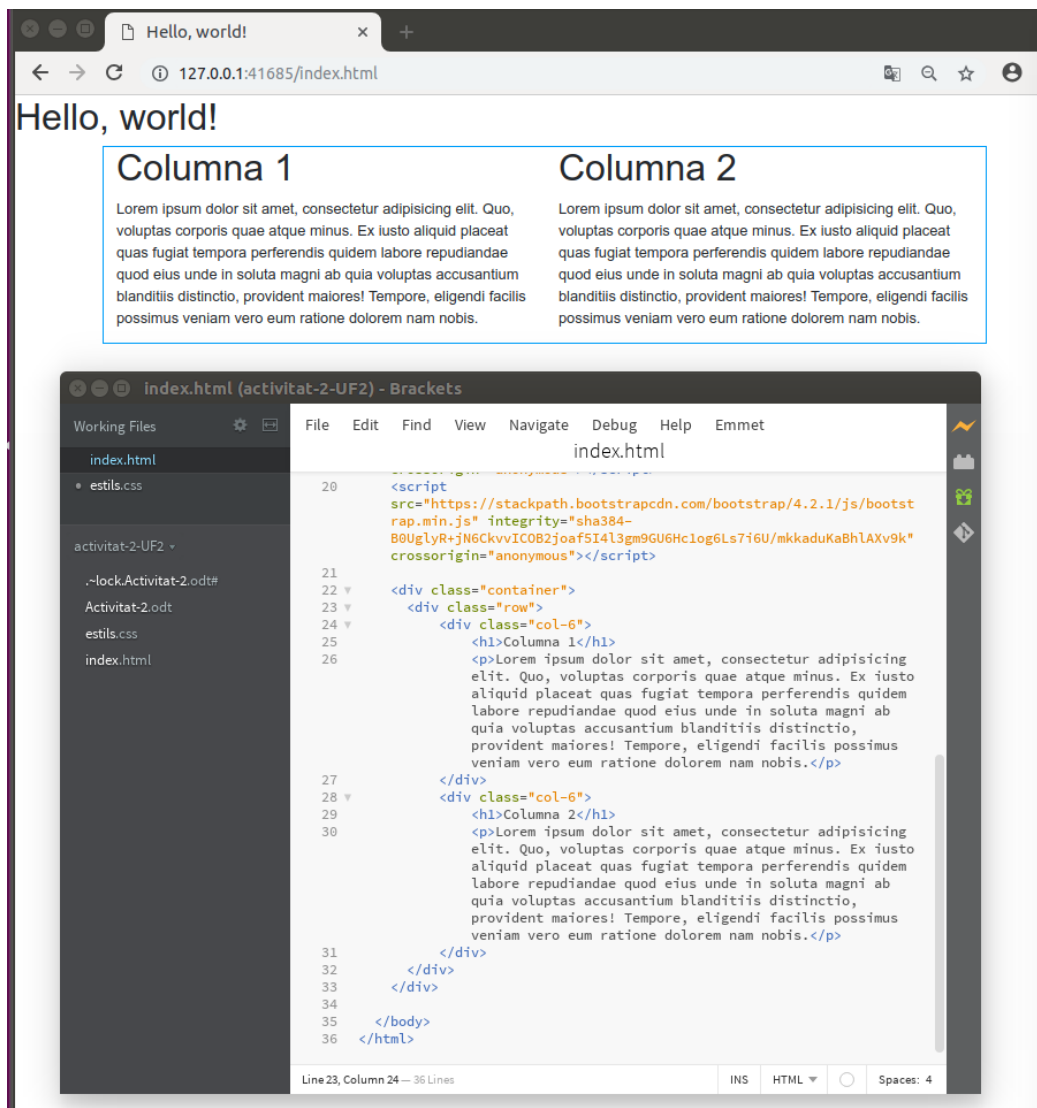 Hello, world!
127.0.0.1:41685/index.html
Hello, world!
Columna 1
Lorem ipsum dolor sit amet, consectetur adipisicing elit. Quo,
voluptas corporis quae atque minus. Ex iusto aliquid placeat
quas fugiat tempora perferendis quidem labore repudiandae
quod eius unde in soluta magni ab quia voluptas accusantium
blanditiis distinctio, provident maiores! Tempore, eligendi facilis
possimus veniam vero eum ratione dolorem nam nobis.
Columna 2
Lorem ipsum dolor sit amet, consectetur adipisicing elit. Quo,
voluptas corporis quae atque minus. Ex iusto aliquid placeat
quas fugiat tempora perferendis quidem labore repudiandae
quod eius unde in soluta magni ab quia voluptas accusantium
blanditiis distinctio, provident maiores! Tempore, eligendi facilis
possimus veniam vero eum ratione dolorem nam nobis.
index.html (activitat-2-UF2) - Brackets
Working Files
index.html
estils.css
activitat-2-UF2
.~lock.Activitat-2.odt#
Activitat-2.odt
estils.css
index.html
File Edit Find View Navigate Debug Help Emmet
index.html
20 <script
src="https://stackpath.bootstrapcdn.com/bootstrap/4.2.1/js/bootst
rap.min.js" integrity="sha384-
B0UglyR+jN6CkvvICOB2joaf5I4l3gm9GU6Hc1og6Ls7i6U/mkkaduKaBhlAXv9k"
crossorigin="anonymous"></script>
21
22 <div class="container">
23 <div class="row">
24 <div class="col-6">
25 <h1>Columna 1</h1>
26 <p>Lorem ipsum dolor sit amet, consectetur adipisicing
elit. Quo, voluptas corporis quae atque minus. Ex iusto
aliquid placeat quas fugiat tempora perferendis quidem
labore repudiandae quod eius unde in soluta magni ab
quia voluptas accusantium blanditiis distinctio,
provident maiores! Tempore, eligendi facilis possimus
veniam vero eum ratione dolorem nam nobis.</p>
27 </div>
28 <div class="col-6">
29 <h1>Columna 2</h1>
30 <p>Lorem ipsum dolor sit amet, consectetur adipisicing
elit. Quo, voluptas corporis quae atque minus. Ex iusto
aliquid placeat quas fugiat tempora perferendis quidem
labore repudiandae quod eius unde in soluta magni ab
quia voluptas accusantium blanditiis distinctio,
provident maiores! Tempore, eligendi facilis possimus
veniam vero eum ratione dolorem nam nobis.</p>
31 </div>
32 </div>
33 </div>
34
35 </body>
36 </html>
Line 23, Column 24 — 36 Lines
INS HTML Spaces: 4